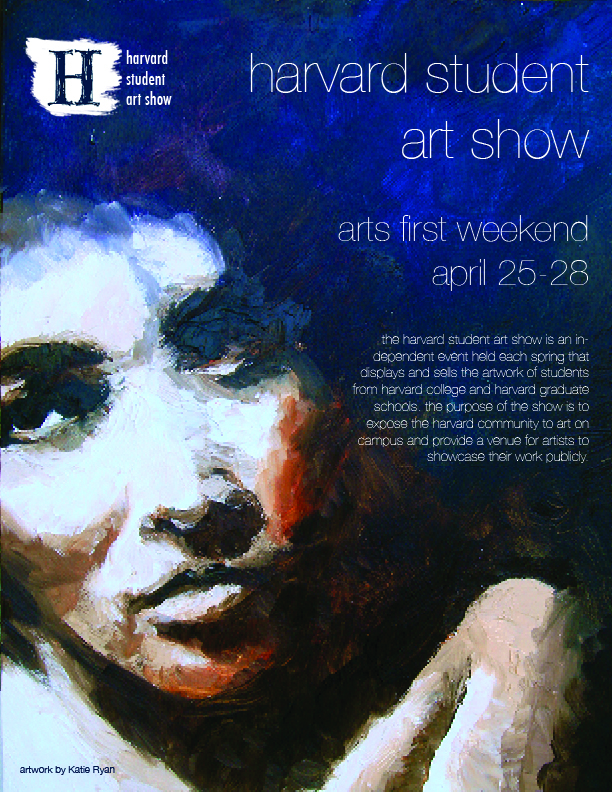 H
harvard
student
art show
harvard student
art show
arts first weekend
april 25-28
the harvard student art show is an in-
dependent event held each spring that
displays and sells the artwork of students
from harvard college and harvard graduate
schools. the purpose of the show is to
expose the harvard community to art on
campus and provide a venue for artists to
showcase their work publicly.
artwork by Katie Ryan